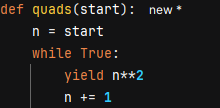 def quads(start):  new *
    n = start
    while True:
        yield n**2
        n += 1